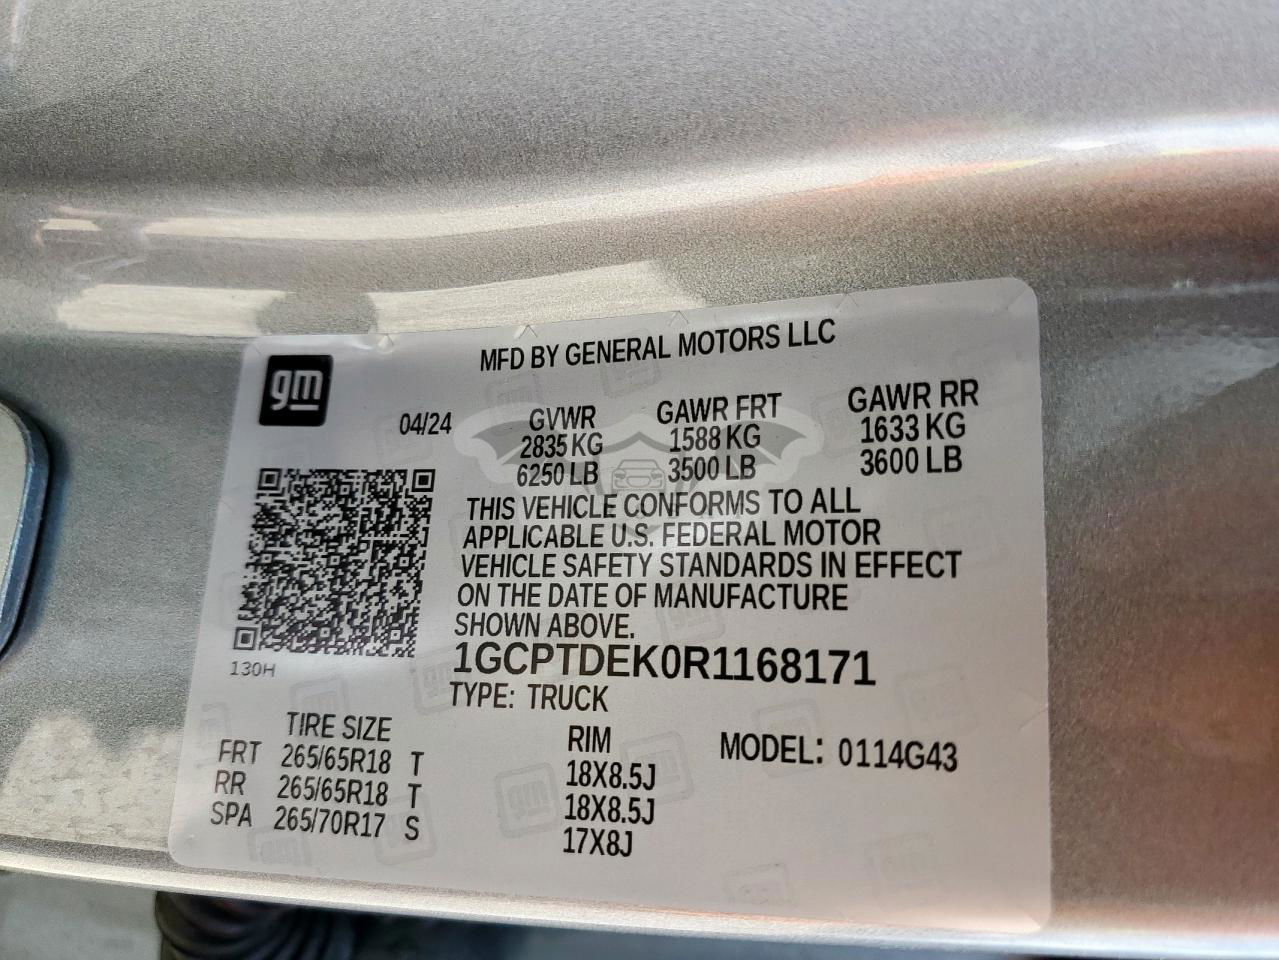 MFD BY GENERAL MOTORS LLC
gm
04/24 GVWR GAWR FRT GAWR RR
2835 KG 1588 KG 1633 KG
6250 LB 3500 LB 3600 LB
THIS VEHICLE CONFORMS TO ALL
APPLICABLE U.S. FEDERAL MOTOR
VEHICLE SAFETY STANDARDS IN EFFECT
ON THE DATE OF MANUFACTURE
SHOWN ABOVE.
130H
1GCPTDEK0R1168171
TYPE: TRUCK
TIRE SIZE RIM MODEL: 0114G43
FRT 265/65R18 T 18X8.5J
RR 265/65R18 T 18X8.5J
SPA 265/70R17 S 17X8J